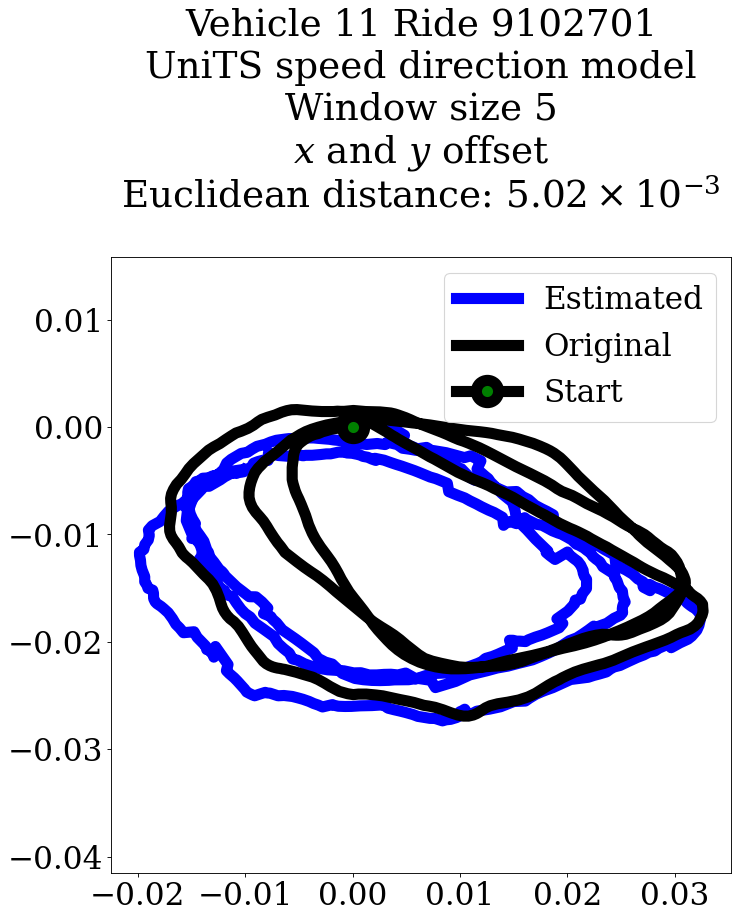 Vehicle 11 Ride 9102701
UniTS speed direction model
Window size 5
x and y offset
Euclidean distance: 5.02 × 10⁻³
Estimated
Original
Start
0.01
0.00
−0.01
−0.02
−0.03
−0.04
−0.02 −0.01 0.00 0.01 0.02 0.03